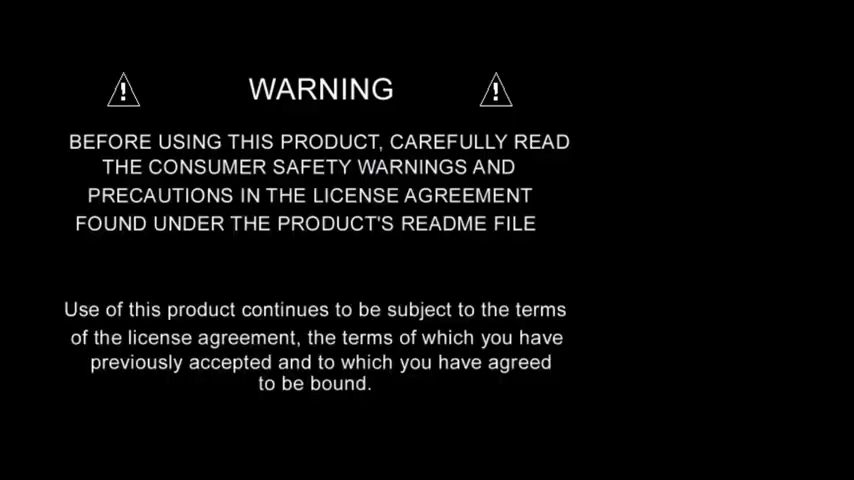 WARNING
BEFORE USING THIS PRODUCT, CAREFULLY READ
THE CONSUMER SAFETY WARNINGS AND
PRECAUTIONS IN THE LICENSE AGREEMENT
FOUND UNDER THE PRODUCT'S README FILE
Use of this product continues to be subject to the terms
of the license agreement, the terms of which you have
previously accepted and to which you have agreed
to be bound.